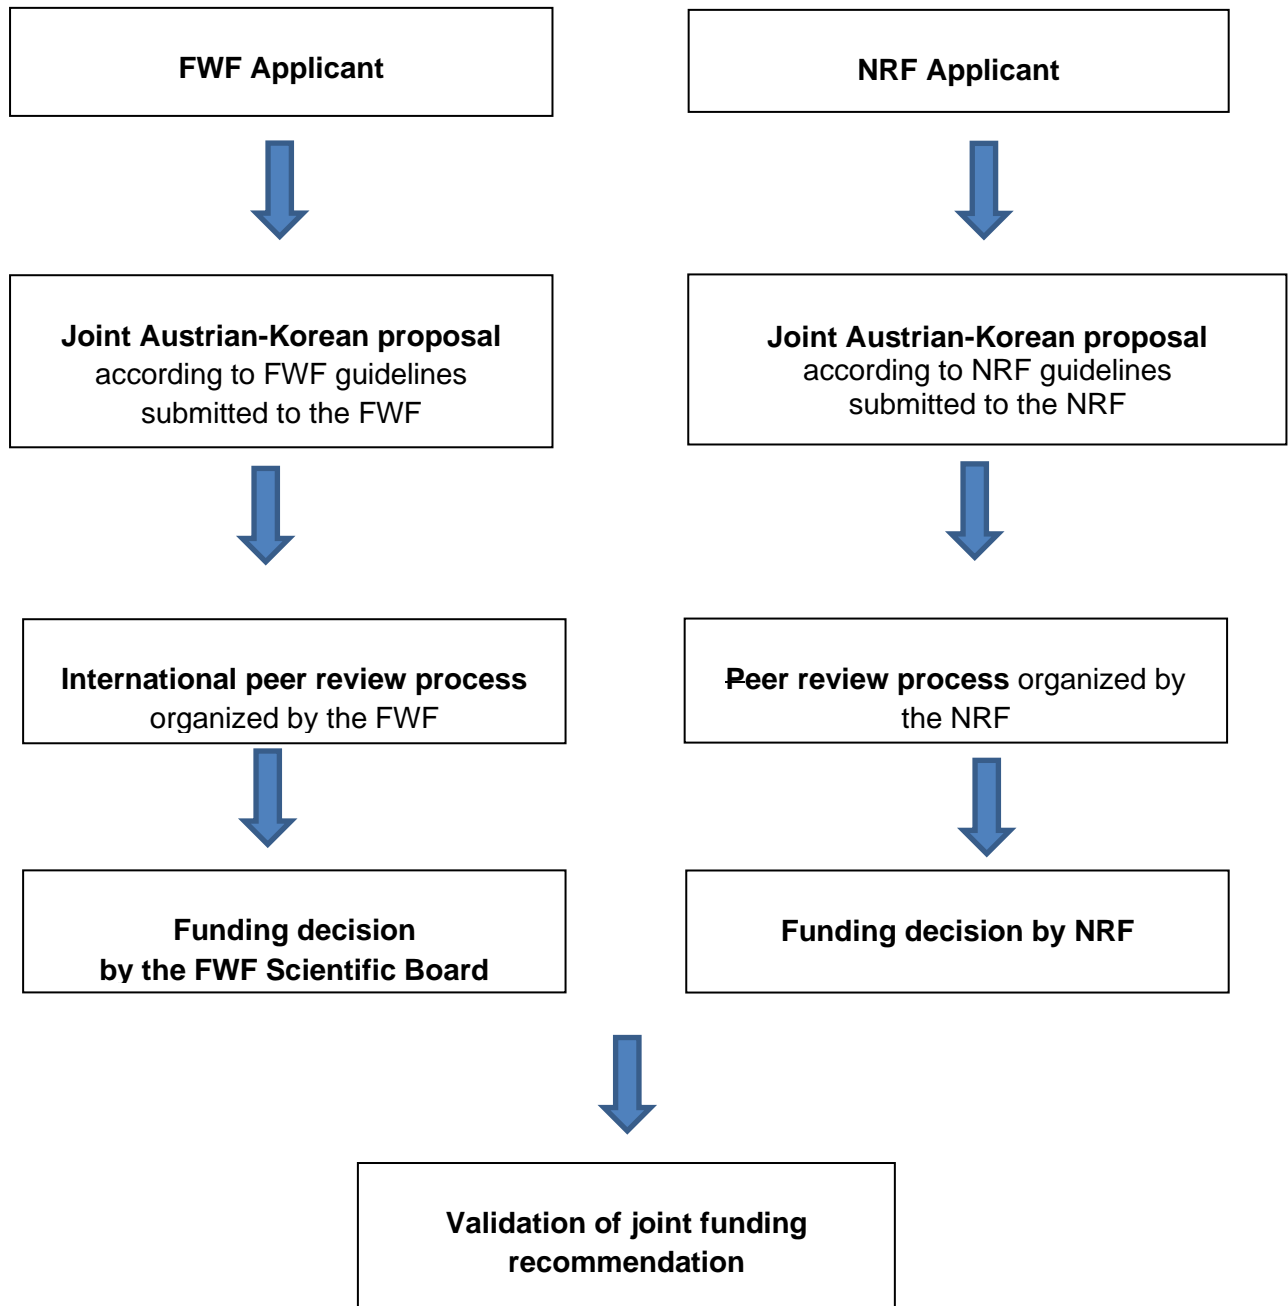 FWF Applicant
NRF Applicant
Joint Austrian-Korean proposal
according to FWF guidelines
submitted to the FWF
Joint Austrian-Korean proposal
according to NRF guidelines
submitted to the NRF
International peer review process
organized by the FWF
Peer review process organized by
the NRF
Funding decision
by the FWF Scientific Board
Funding decision by NRF
Validation of joint funding
recommendation